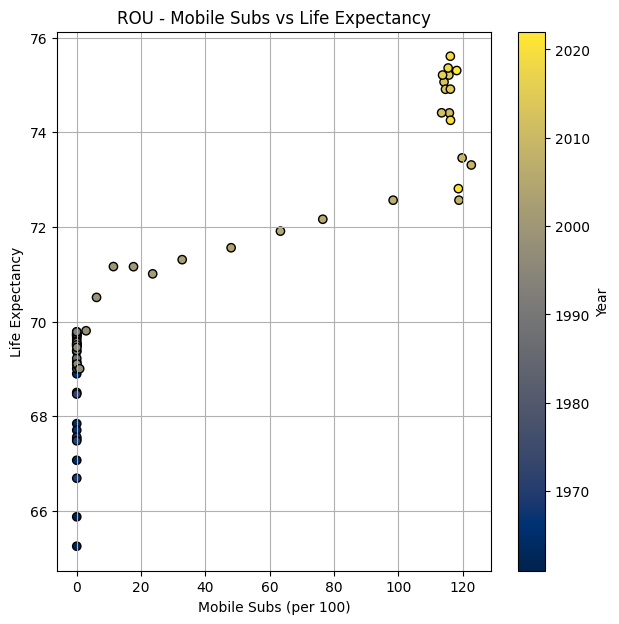 ROU - Mobile Subs vs Life Expectancy
76
74
72
70
68
66
Life Expectancy
0 20 40 60 80 100 120
Mobile Subs (per 100)
2020
2010
2000
1990
1980
1970
Year